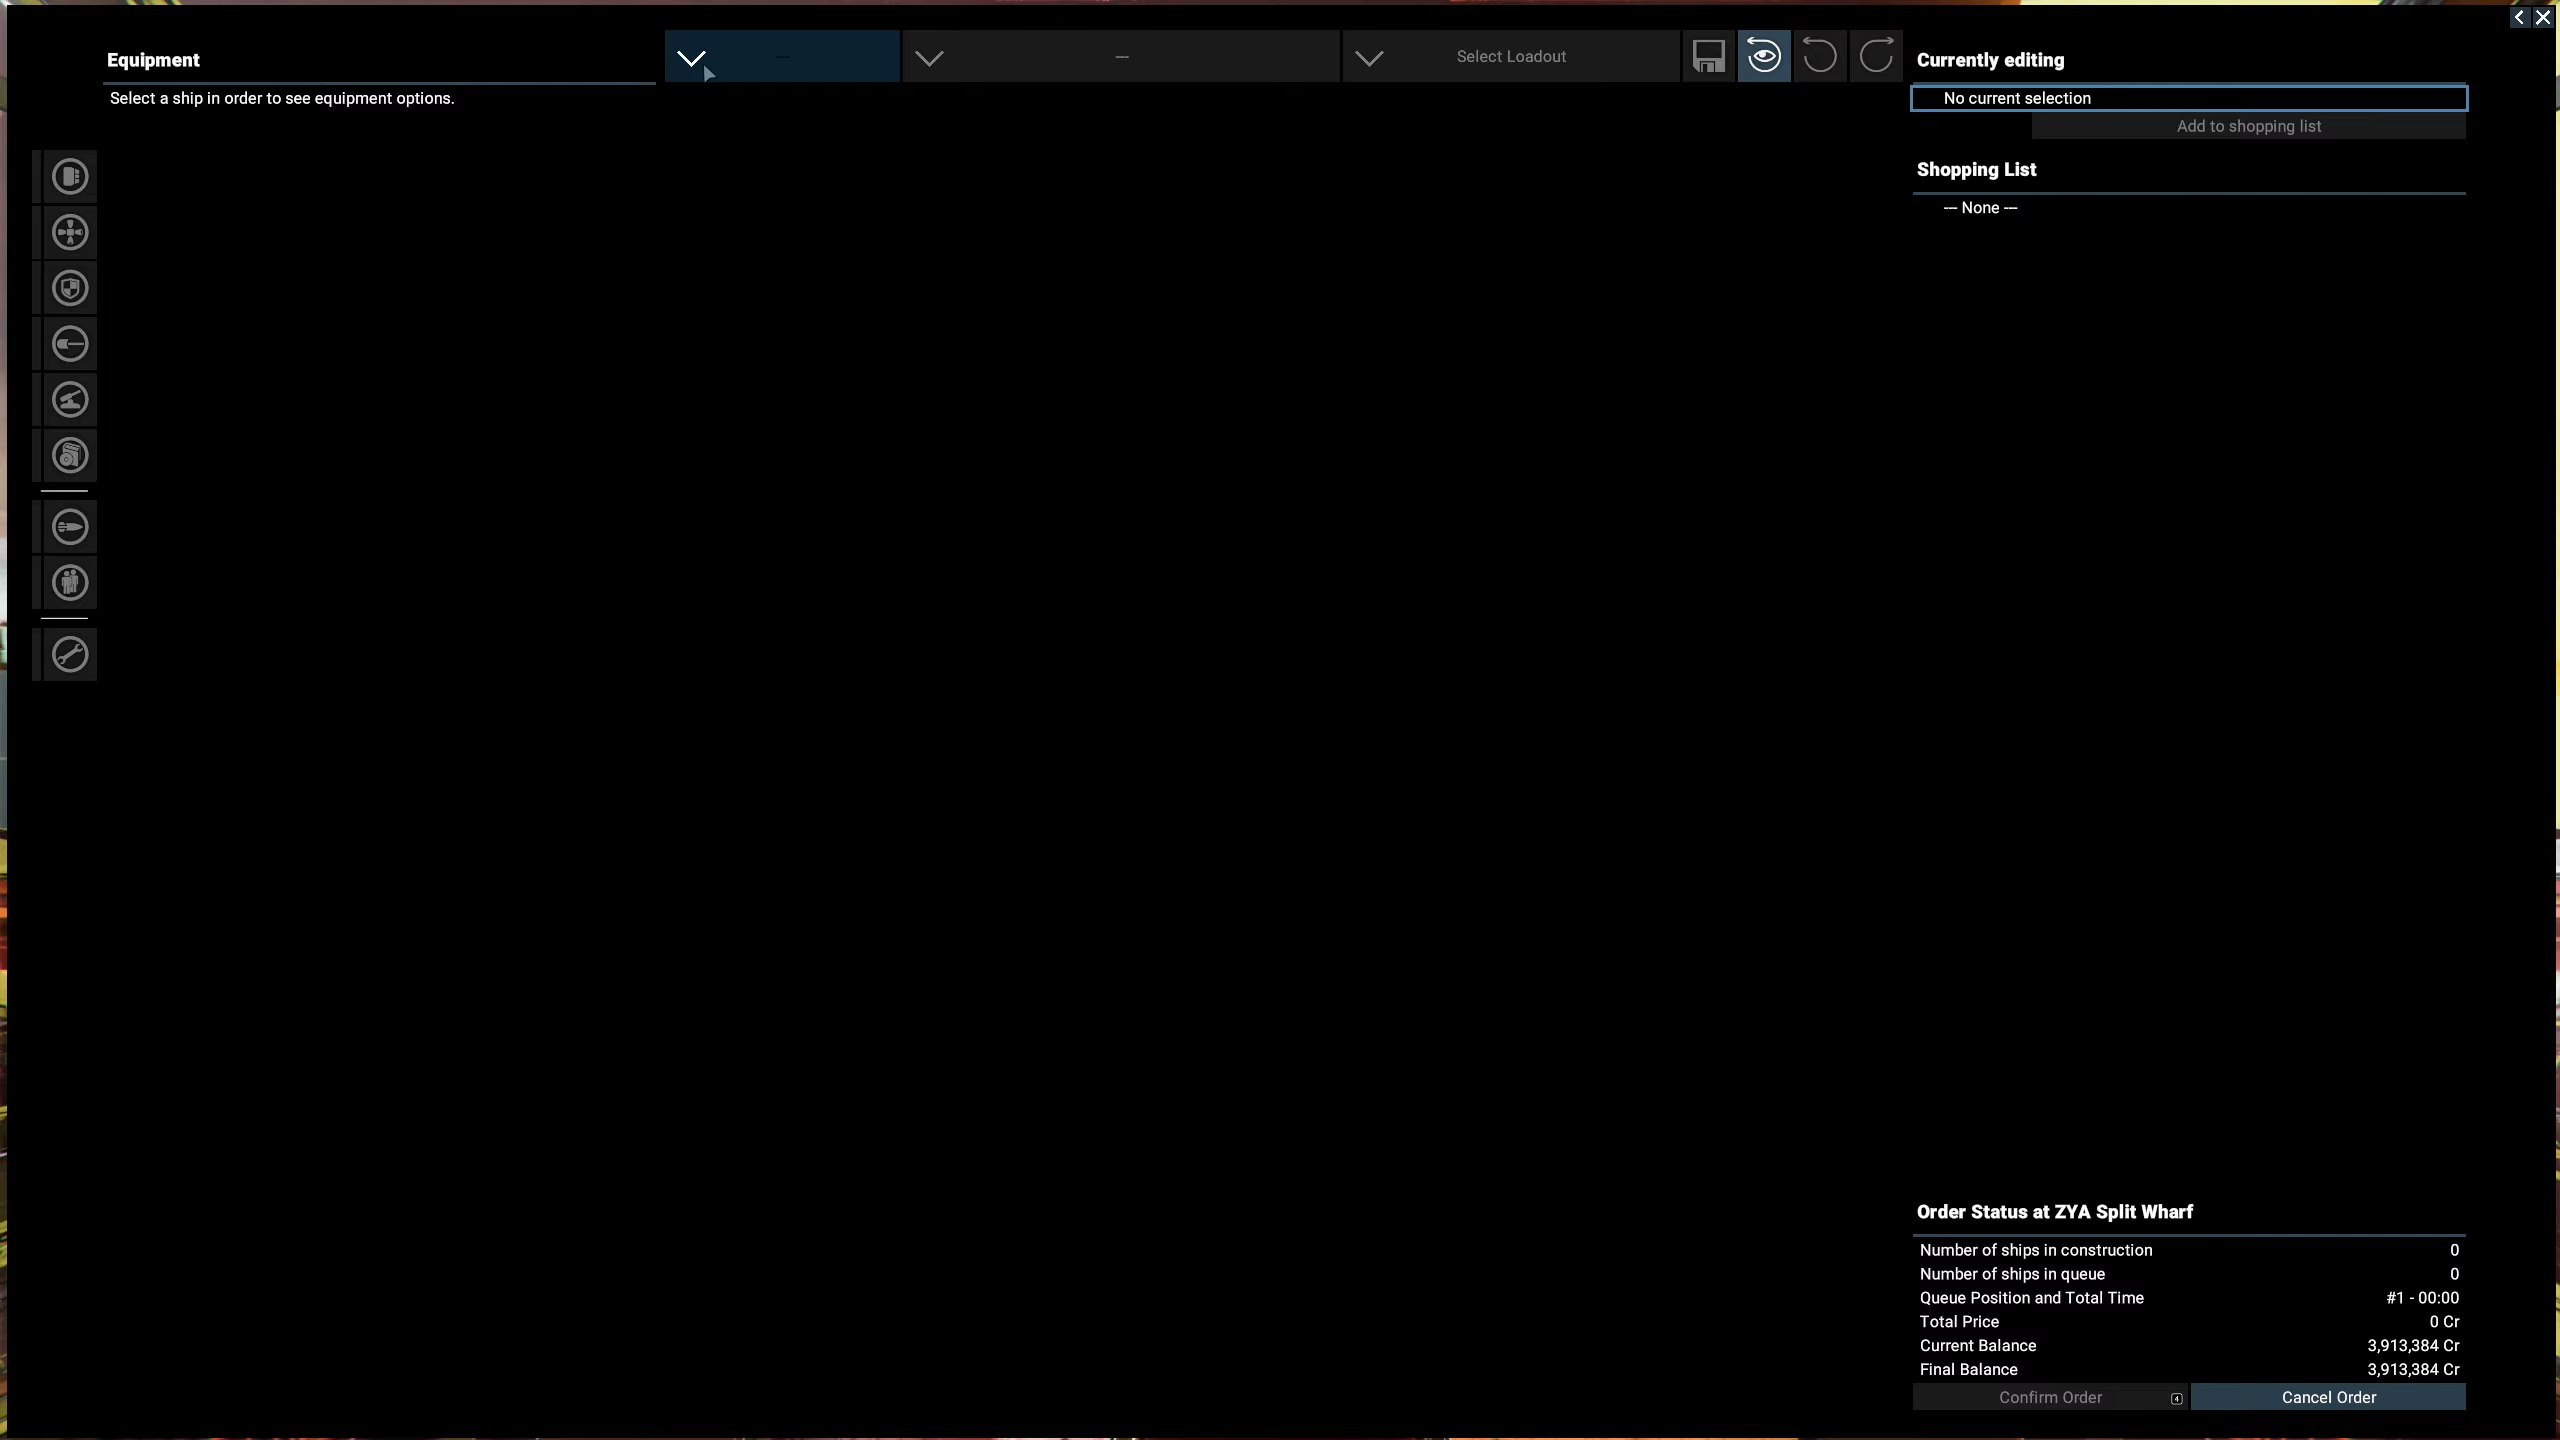 Equipment
Select a ship in order to see equipment options.
---
---
Select Loadout
Currently editing
No current selection
Add to shopping list
Shopping List
--- None ---
Order Status at ZYA Split Wharf
Number of ships in construction 0
Number of ships in queue 0
Queue Position and Total Time #1 - 00:00
Total Price 0 Cr
Current Balance 3,913,384 Cr
Final Balance 3,913,384 Cr
Confirm Order 4
Cancel Order